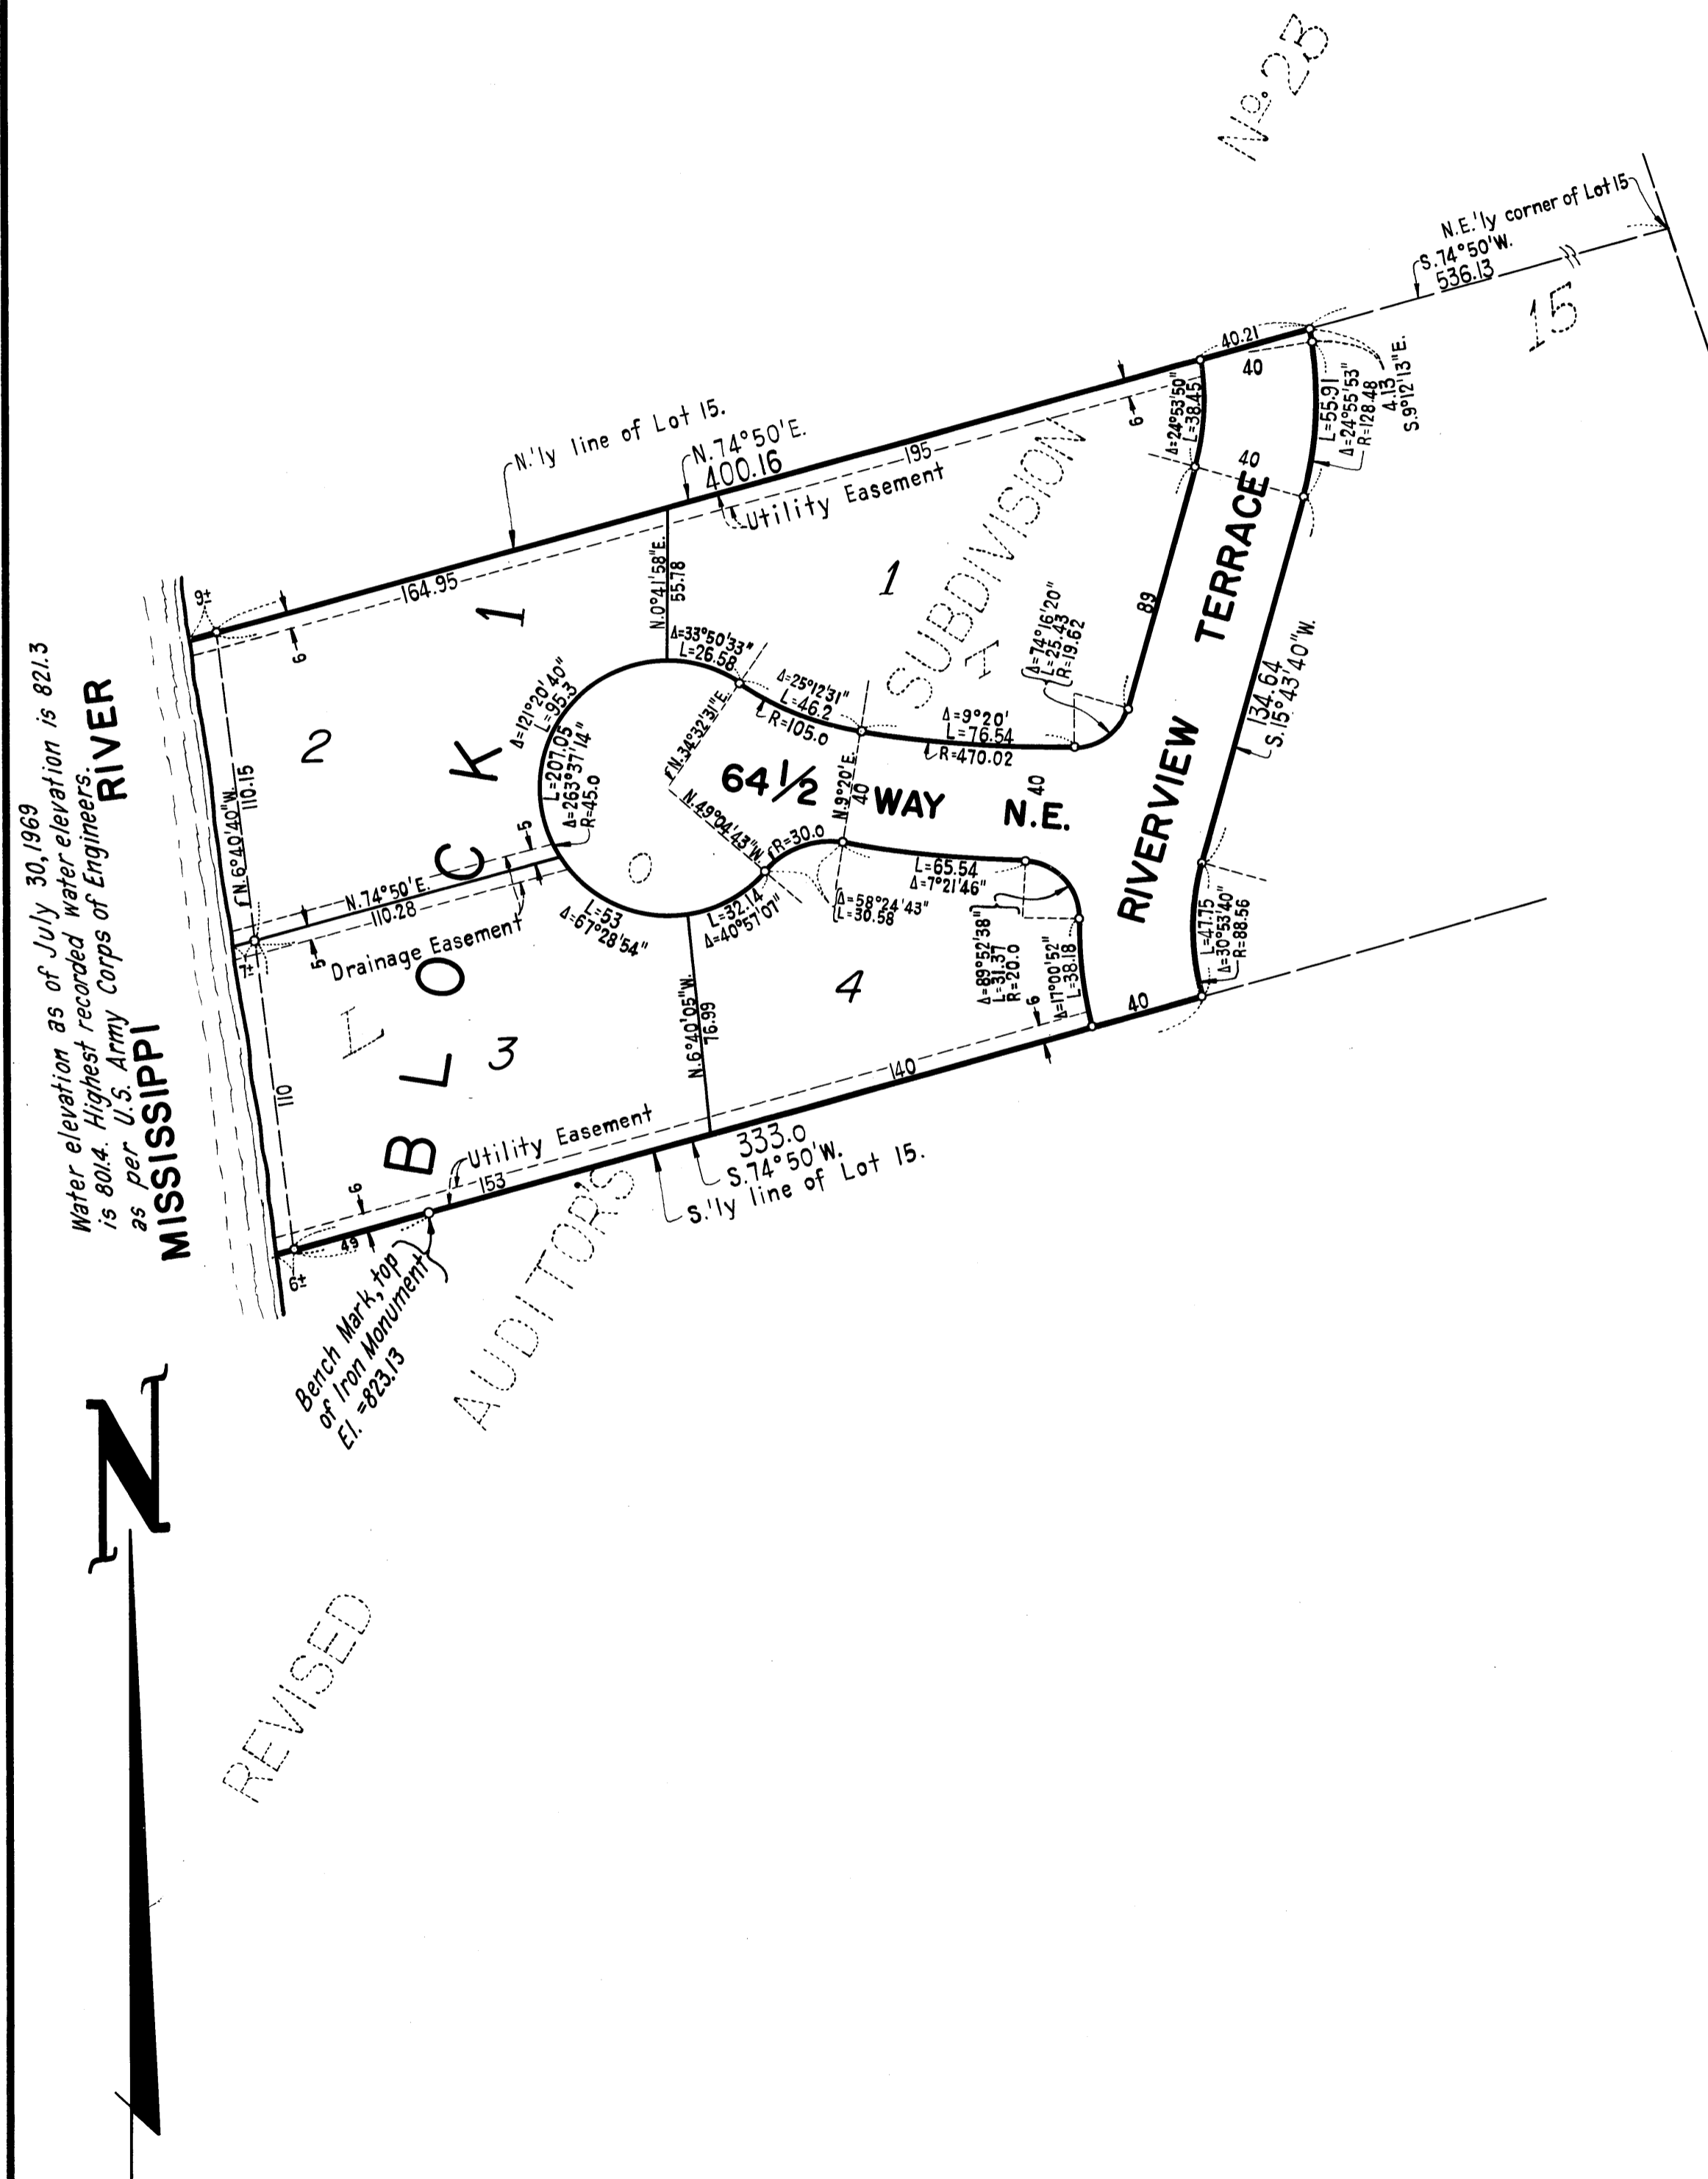 Water elevation as of July 30, 1969
is 801.4. Highest recorded water elevation is 821.3
as per U.S. Army Corps of Engineers.
MISSISSIPPI RIVER
No. 23
N.E.'ly corner of Lot 15
S.74°50'W.
536.13
15
40.21
40
L=55.91
Δ=24°55'53"
R=128.48
4.13
S.9°12'13"E.
Δ=24°53'50"
L=38.45
6
N.'ly line of Lot 15.
N.74°50'E.
400.16
195
Utility Easement
164.95
9±
6
N.0°41'58"E.
55.78
1
SUBDIVISION
A
40
TERRACE
89
Δ=74°16'20"
L=25.43
R=19.62
134.64
S.15°43'40"W.
Δ=33°50'33"
L=26.58
Δ=25°12'31"
L=46.2
R=105.0
Δ=9°20'
L=76.54
R=470.02
2
BLOCK 1
Δ=121°20'40"
L=95.3
L=207.05
Δ=263°37'14"
R=45.0
N.34°32'31"E.
N.49°04'43"W.
64 1/2 WAY N.E.
N.9°20'E.
40
40
RIVERVIEW
N.6°40'40"W.
110.15
N.74°50'E.
110.28
5
5
7±
Drainage Easement
LO
L=53
Δ=67°28'54"
L=32.14
Δ=40°57'07"
R=30.0
Δ=58°24'43"
L=30.58
L=65.54
Δ=7°21'46"
Δ=89°52'38"
L=31.37
R=20.0
Δ=17°00'52"
L=38.18
6
L=47.75
Δ=30°53'40"
R=88.56
40
3
4
N.6°40'05"W.
76.99
110
140
Utility Easement
153
333.0
S.74°50'W.
S.'ly line of Lot 15.
6
49
6±
Bench Mark, top
of Iron Monument
El. =823.13
AUDITOR'S
N
REVISED